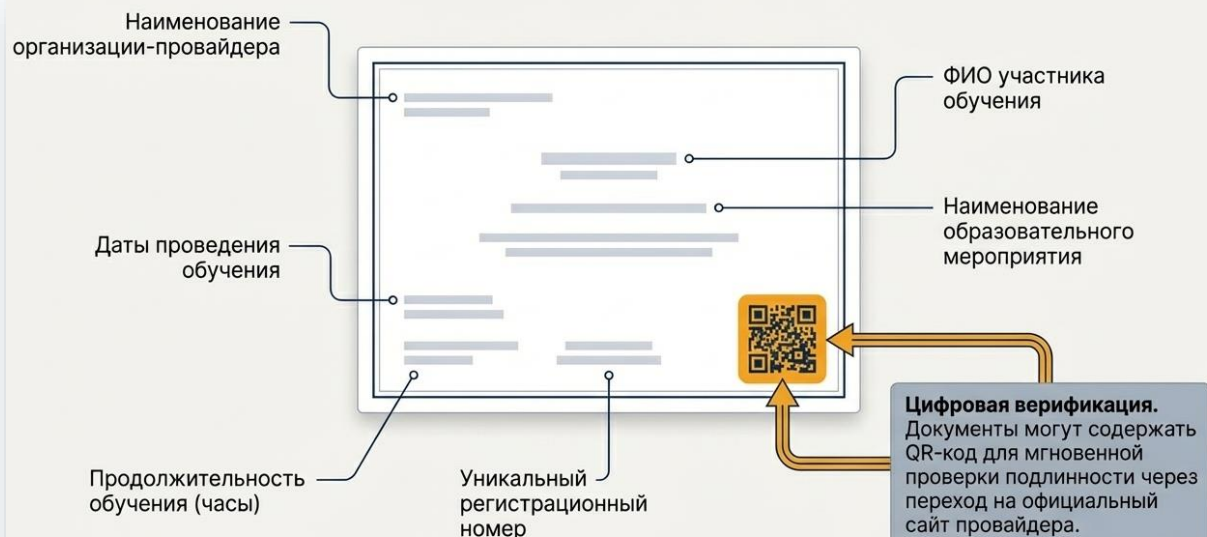 Наименование
организации-провайдера
ФИО участника
обучения
Наименование
образовательного
мероприятия
Даты проведения
обучения
Продолжительность
обучения (часы)
Уникальный
регистрационный
номер
Цифровая верификация.
Документы могут содержать
QR-код для мгновенной
проверки подлинности через
переход на официальный
сайт провайдера.